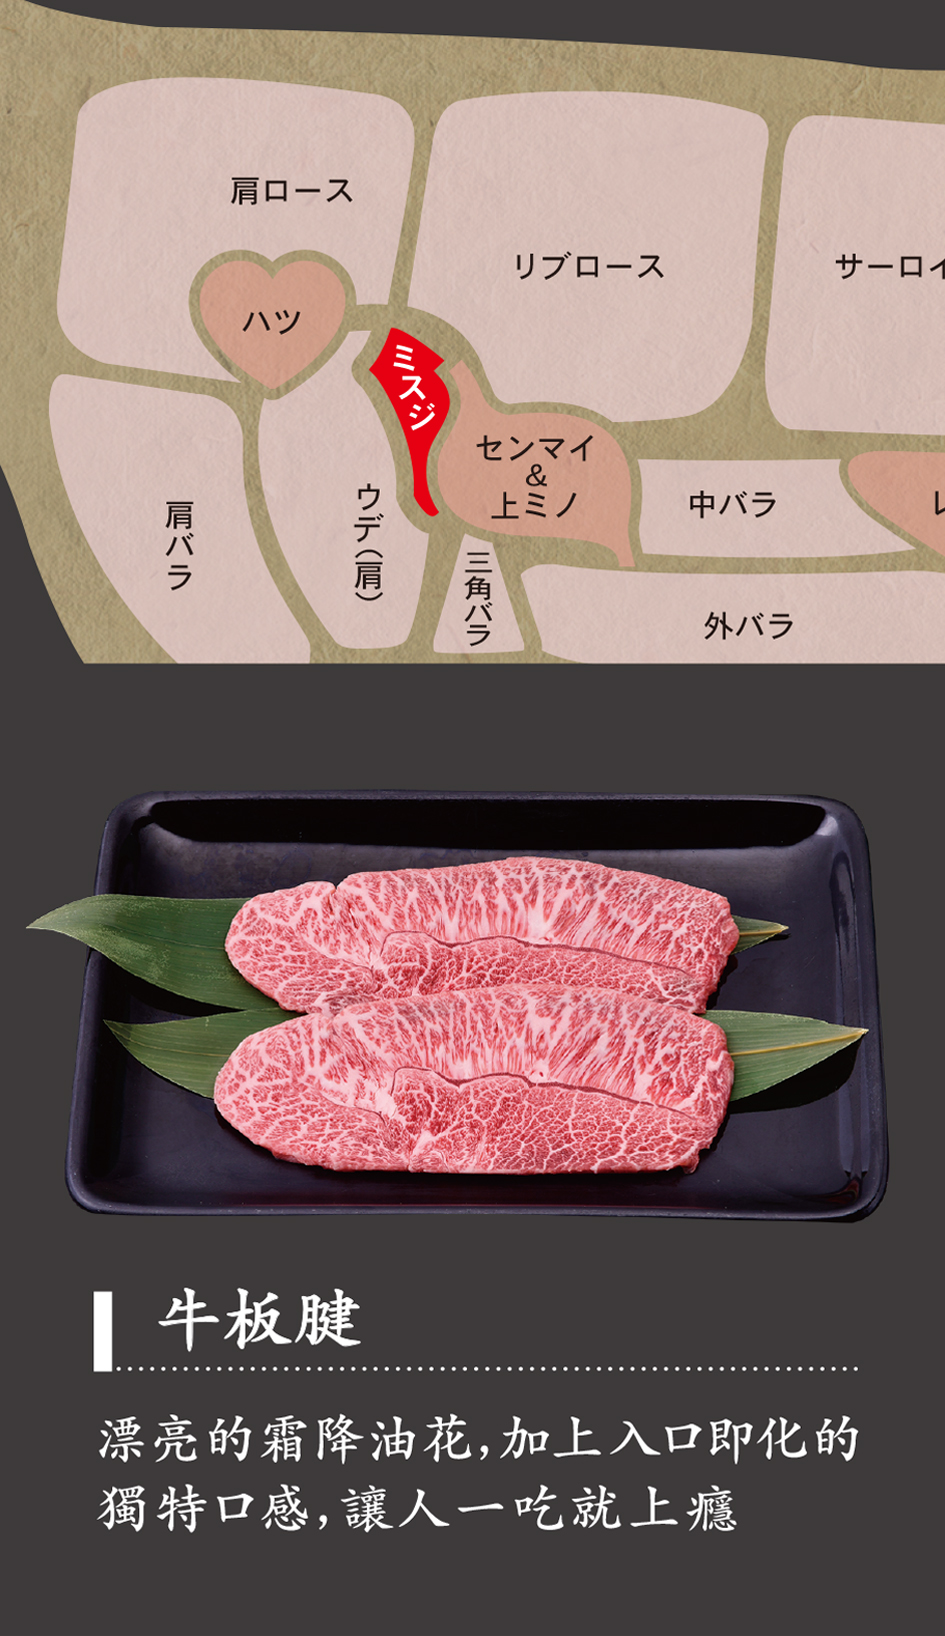 肩ロース
リブロース
サーロイ
ハツ
ミスジ
センマイ
&
上ミノ
中バラ
肩バラ
ウデ(肩)
三角バラ
外バラ
牛板腱
漂亮的霜降油花,加上入口即化的
獨特口感,讓人一吃就上癮